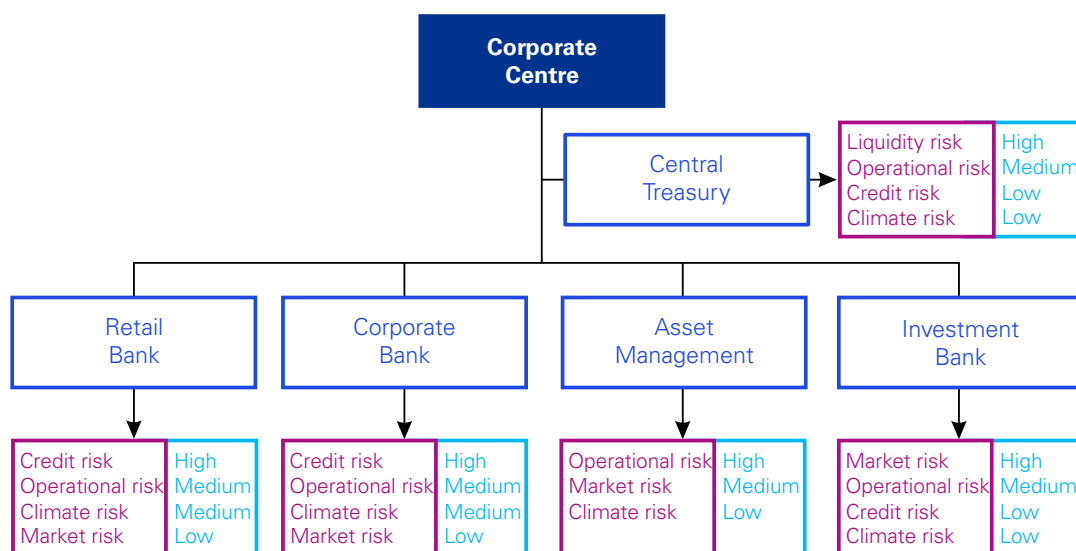 Corporate
Centre
Central
Treasury
Liquidity risk High
Operational risk Medium
Credit risk Low
Climate risk Low
Retail
Bank
Corporate
Bank
Asset
Management
Investment
Bank
Credit risk High
Operational risk Medium
Climate risk Medium
Market risk Low
Credit risk High
Operational risk Medium
Climate risk Medium
Market risk Low
Operational risk High
Market risk Medium
Climate risk Low
Market risk High
Operational risk Medium
Credit risk Low
Climate risk Low